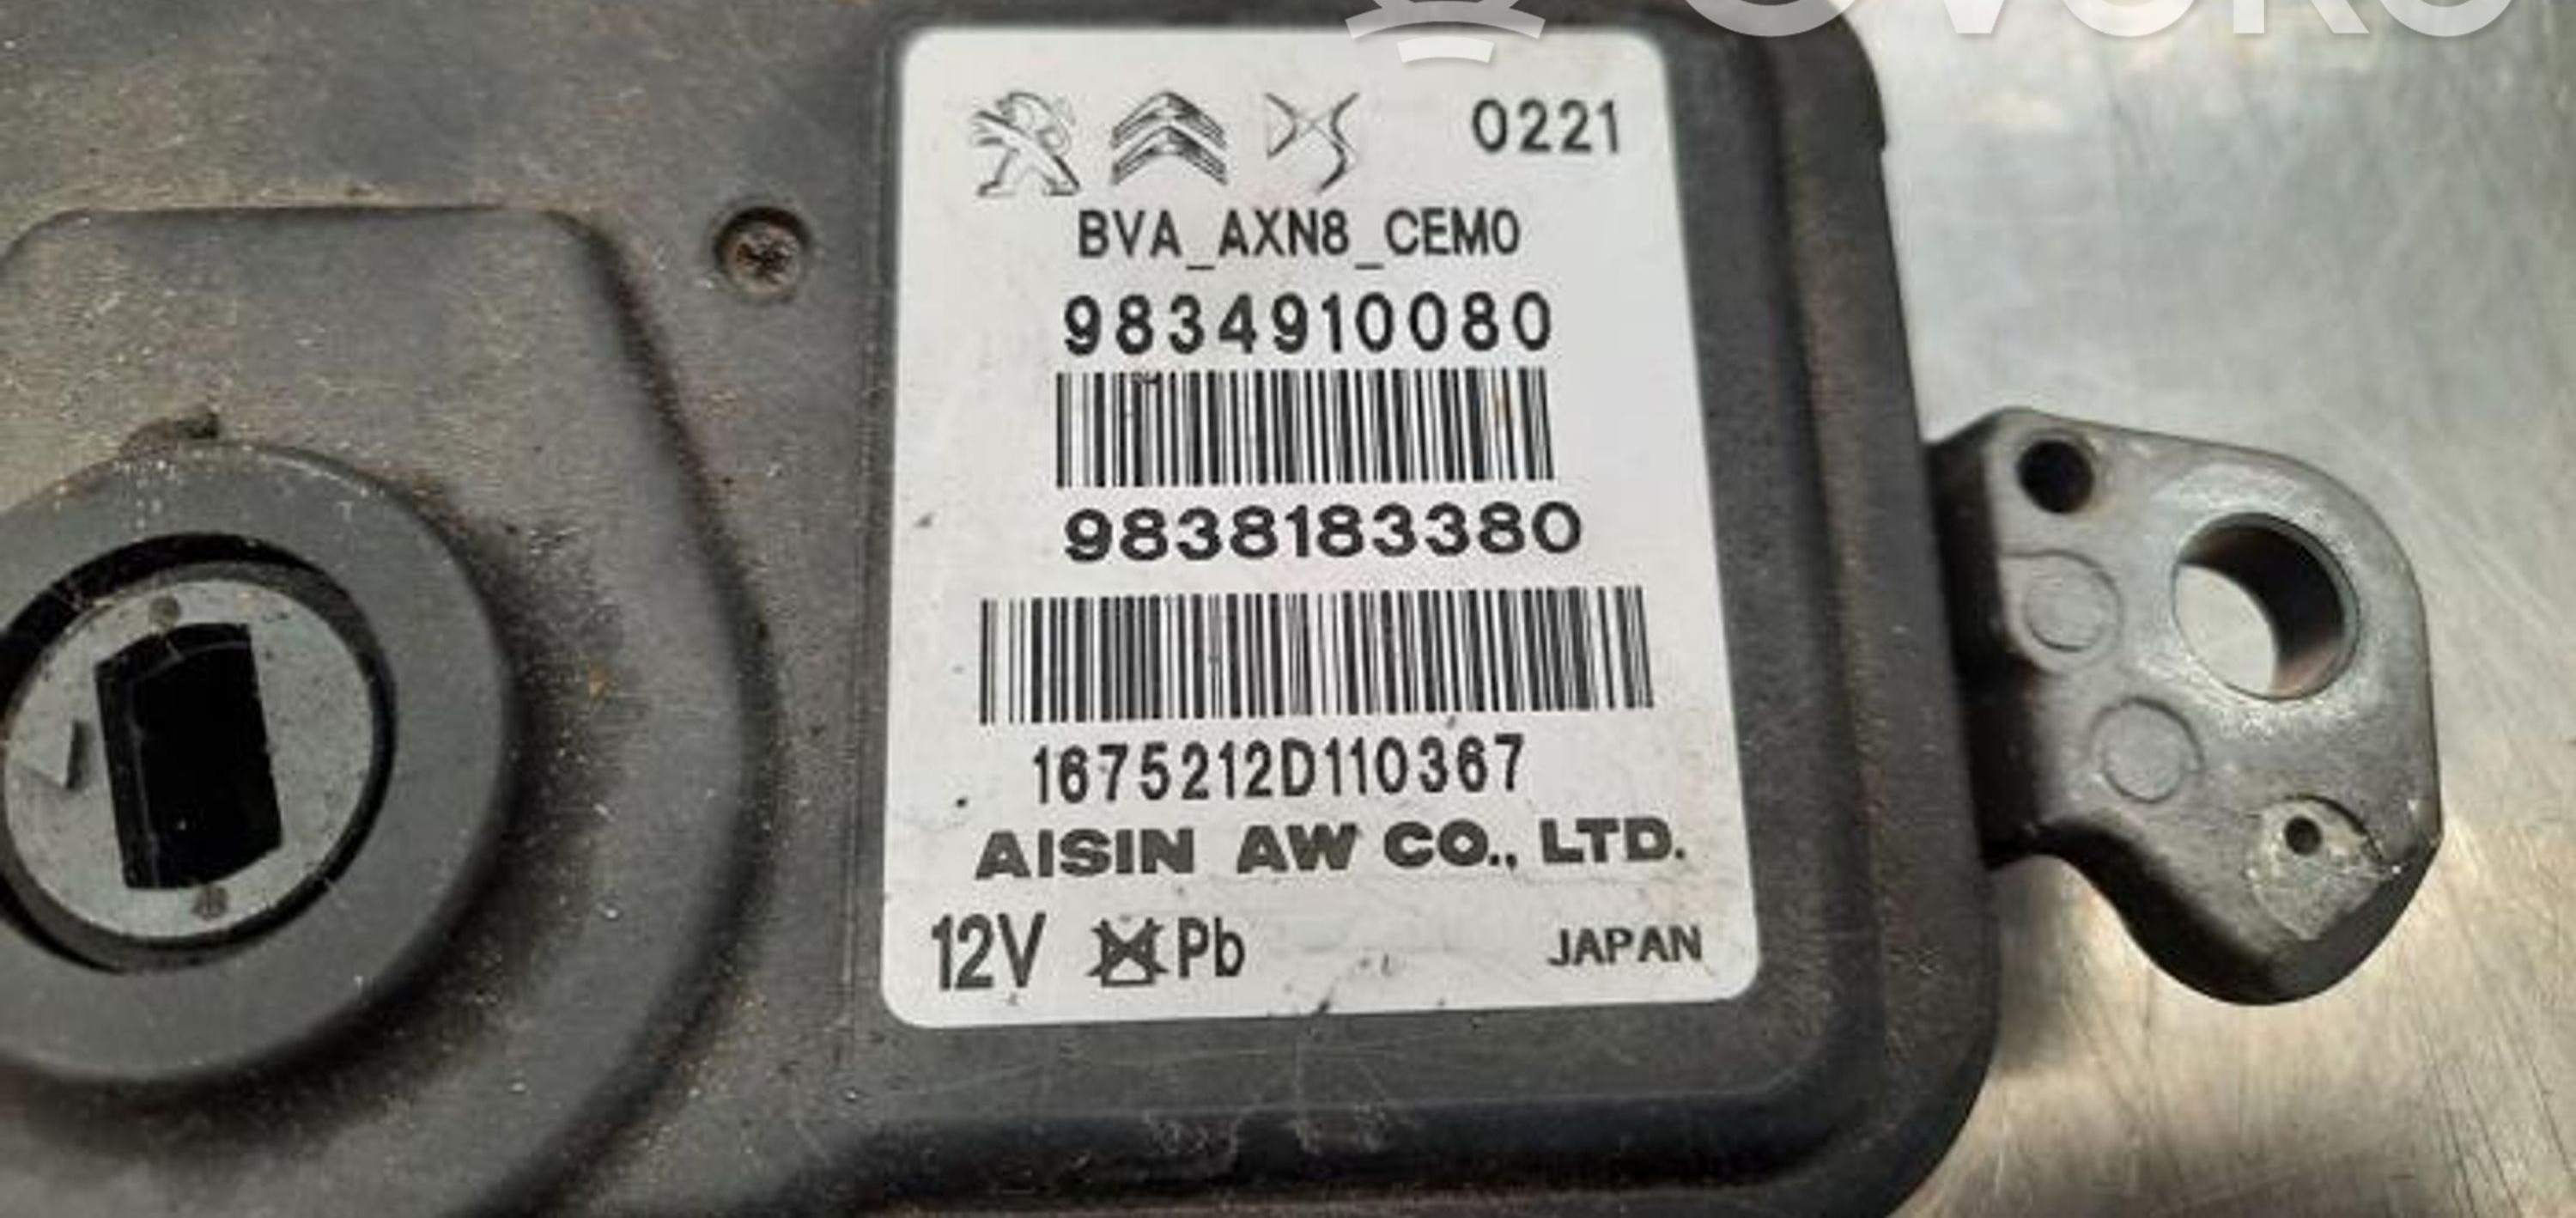 0221
BVA_AXN8_CEM0
9834910080
9838183380
1675212D110367
AISIN AW CO., LTD.
12V Pb JAPAN